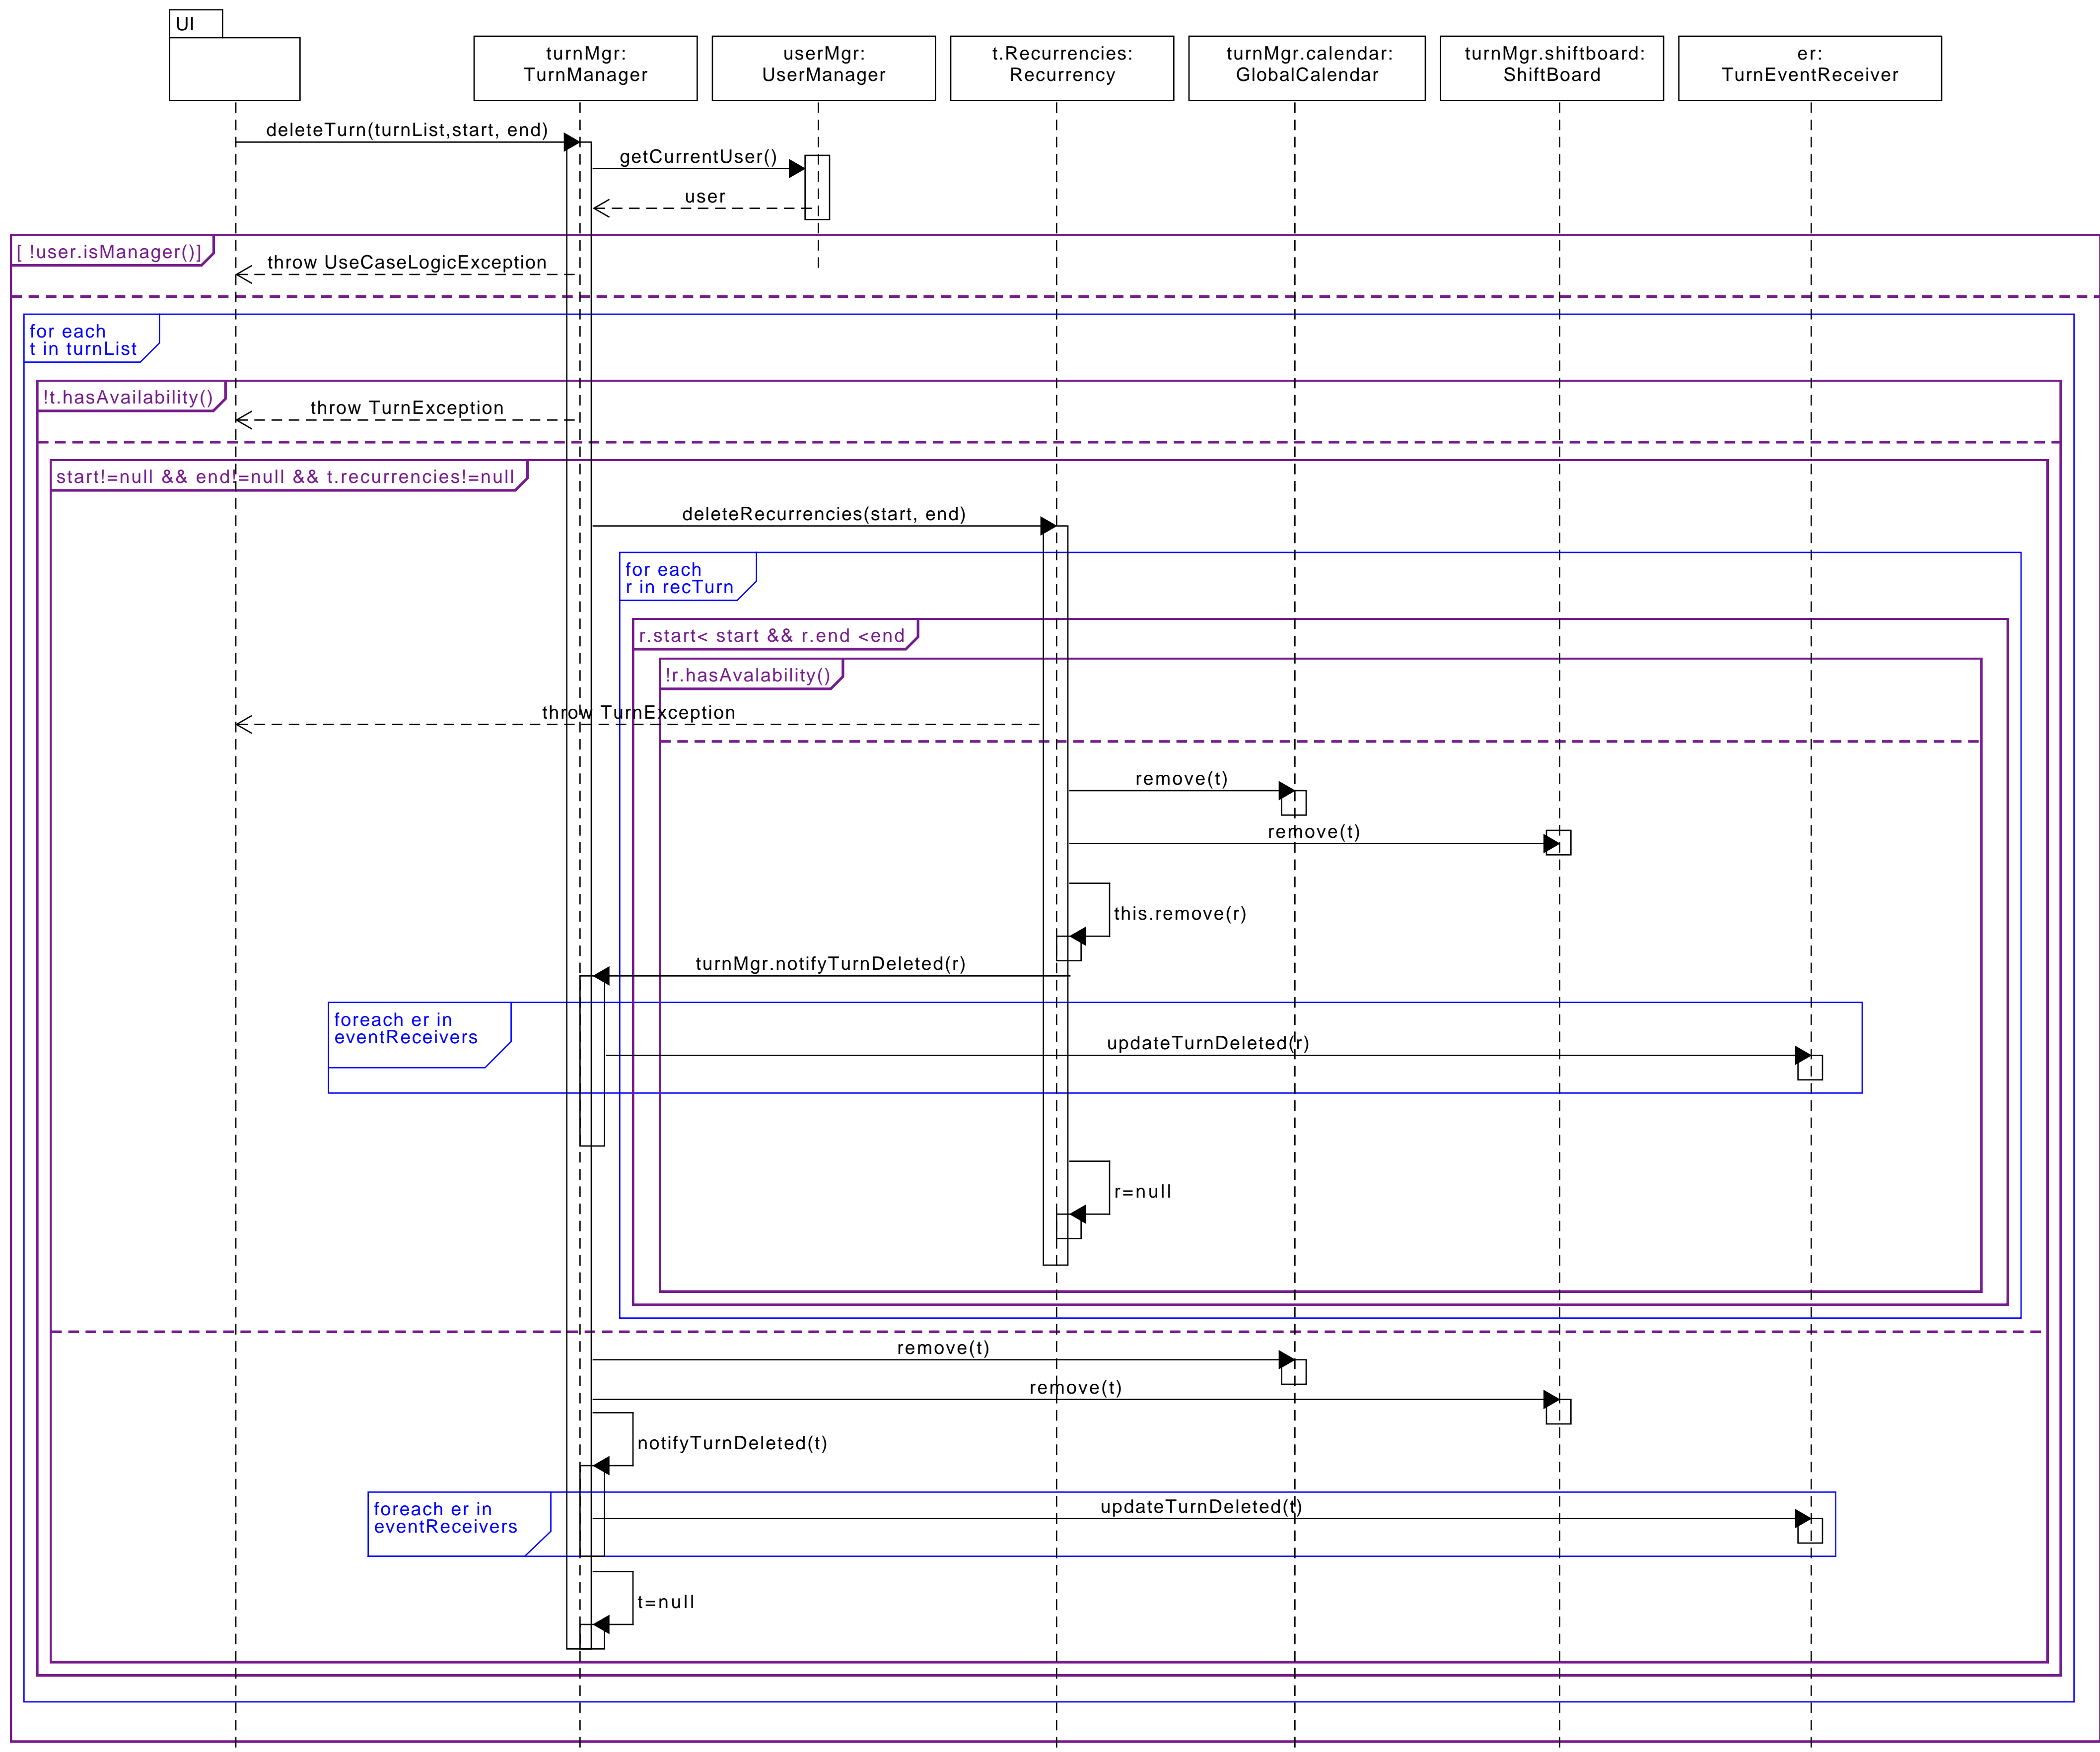 UI
turnMgr:
TurnManager
userMgr:
UserManager
t.Recurrencies:
Recurrency
turnMgr.calendar:
GlobalCalendar
turnMgr.shiftboard:
ShiftBoard
er:
TurnEventReceiver
deleteTurn(turnList,start, end)
getCurrentUser()
user
[ !user.isManager()]
throw UseCaseLogicException
for each
t in turnList
!t.hasAvailability()
throw TurnException
start!=null && end!=null && t.recurrencies!=null
deleteRecurrencies(start, end)
for each
r in recTurn
r.start< start && r.end <end
!r.hasAvalability()
throw TurnException
remove(t)
remove(t)
this.remove(r)
turnMgr.notifyTurnDeleted(r)
foreach er in
eventReceivers
updateTurnDeleted(r)
r=null
remove(t)
remove(t)
notifyTurnDeleted(t)
foreach er in
eventReceivers
updateTurnDeleted(t)
t=null